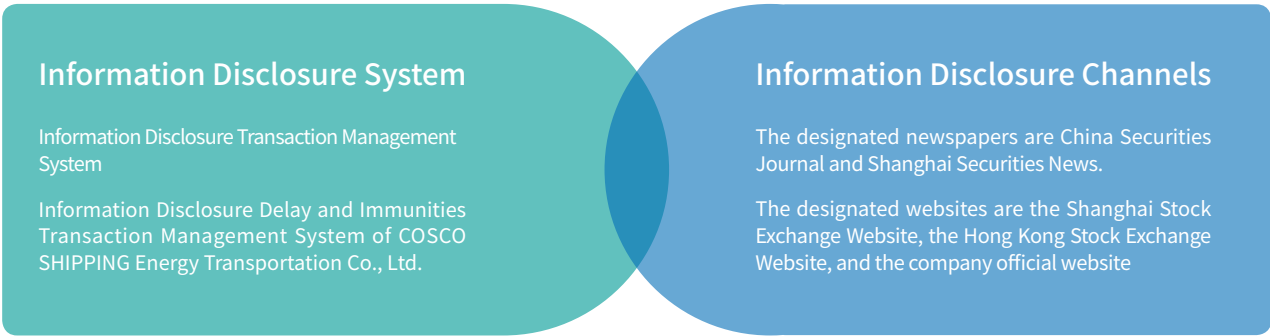 Information Disclosure System
Information Disclosure Transaction Management
System
Information Disclosure Delay and Immunities
Transaction Management System of COSCO
SHIPPING Energy Transportation Co., Ltd.
Information Disclosure Channels
The designated newspapers are China Securities
Journal and Shanghai Securities News.
The designated websites are the Shanghai Stock
Exchange Website, the Hong Kong Stock Exchange
Website, and the company official website